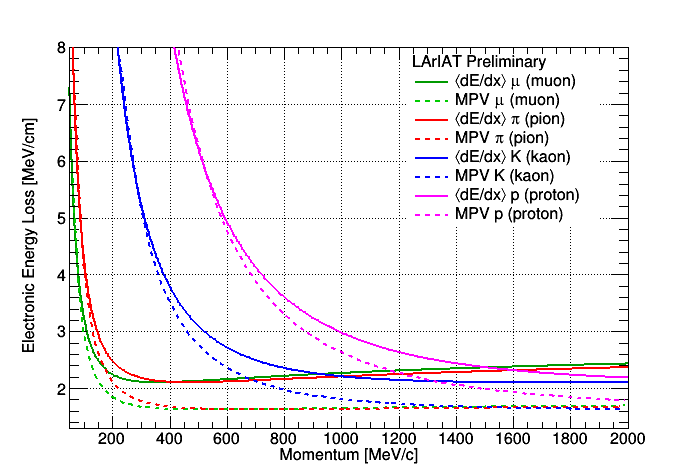 LArIAT Preliminary
⟨dE/dx⟩ μ (muon)
MPV μ (muon)
⟨dE/dx⟩ π (pion)
MPV π (pion)
⟨dE/dx⟩ K (kaon)
MPV K (kaon)
⟨dE/dx⟩ p (proton)
MPV p (proton)
Electronic Energy Loss [MeV/cm]
8
7
6
5
4
3
2
200 400 600 800 1000 1200 1400 1600 1800 2000
Momentum [MeV/c]